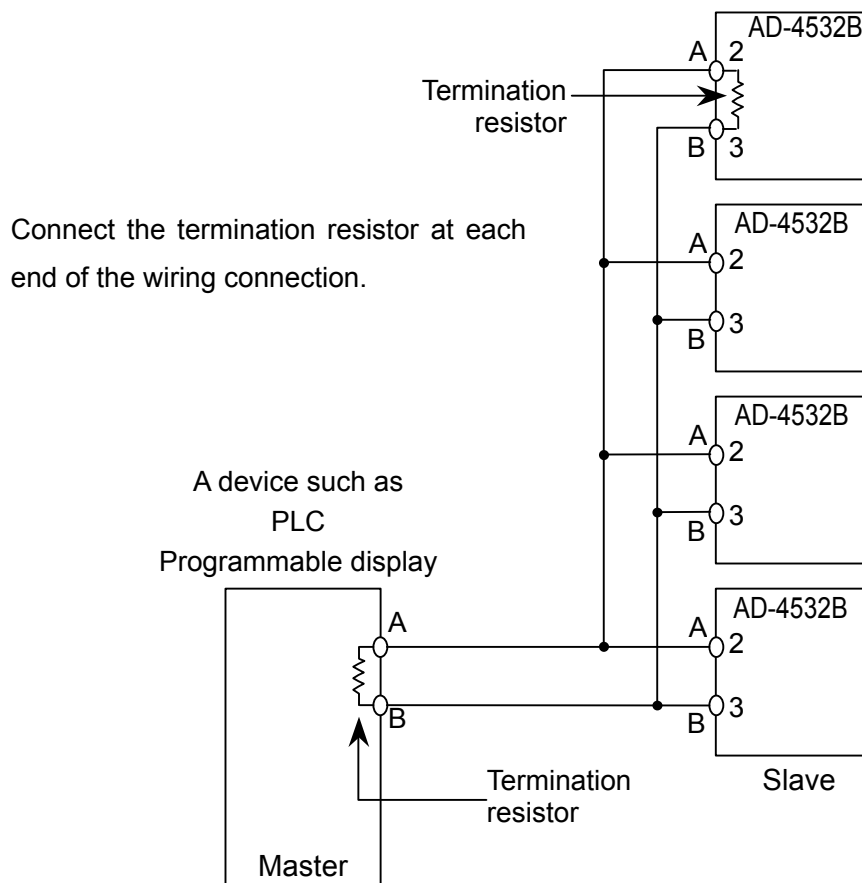 AD-4532B
A 2
Termination
resistor
B 3
Connect the termination resistor at each
end of the wiring connection.
AD-4532B
A 2
B 3
AD-4532B
A 2
B 3
A device such as
PLC
Programmable display
AD-4532B
A
A 2
B
B 3
Termination
resistor
Slave
Master